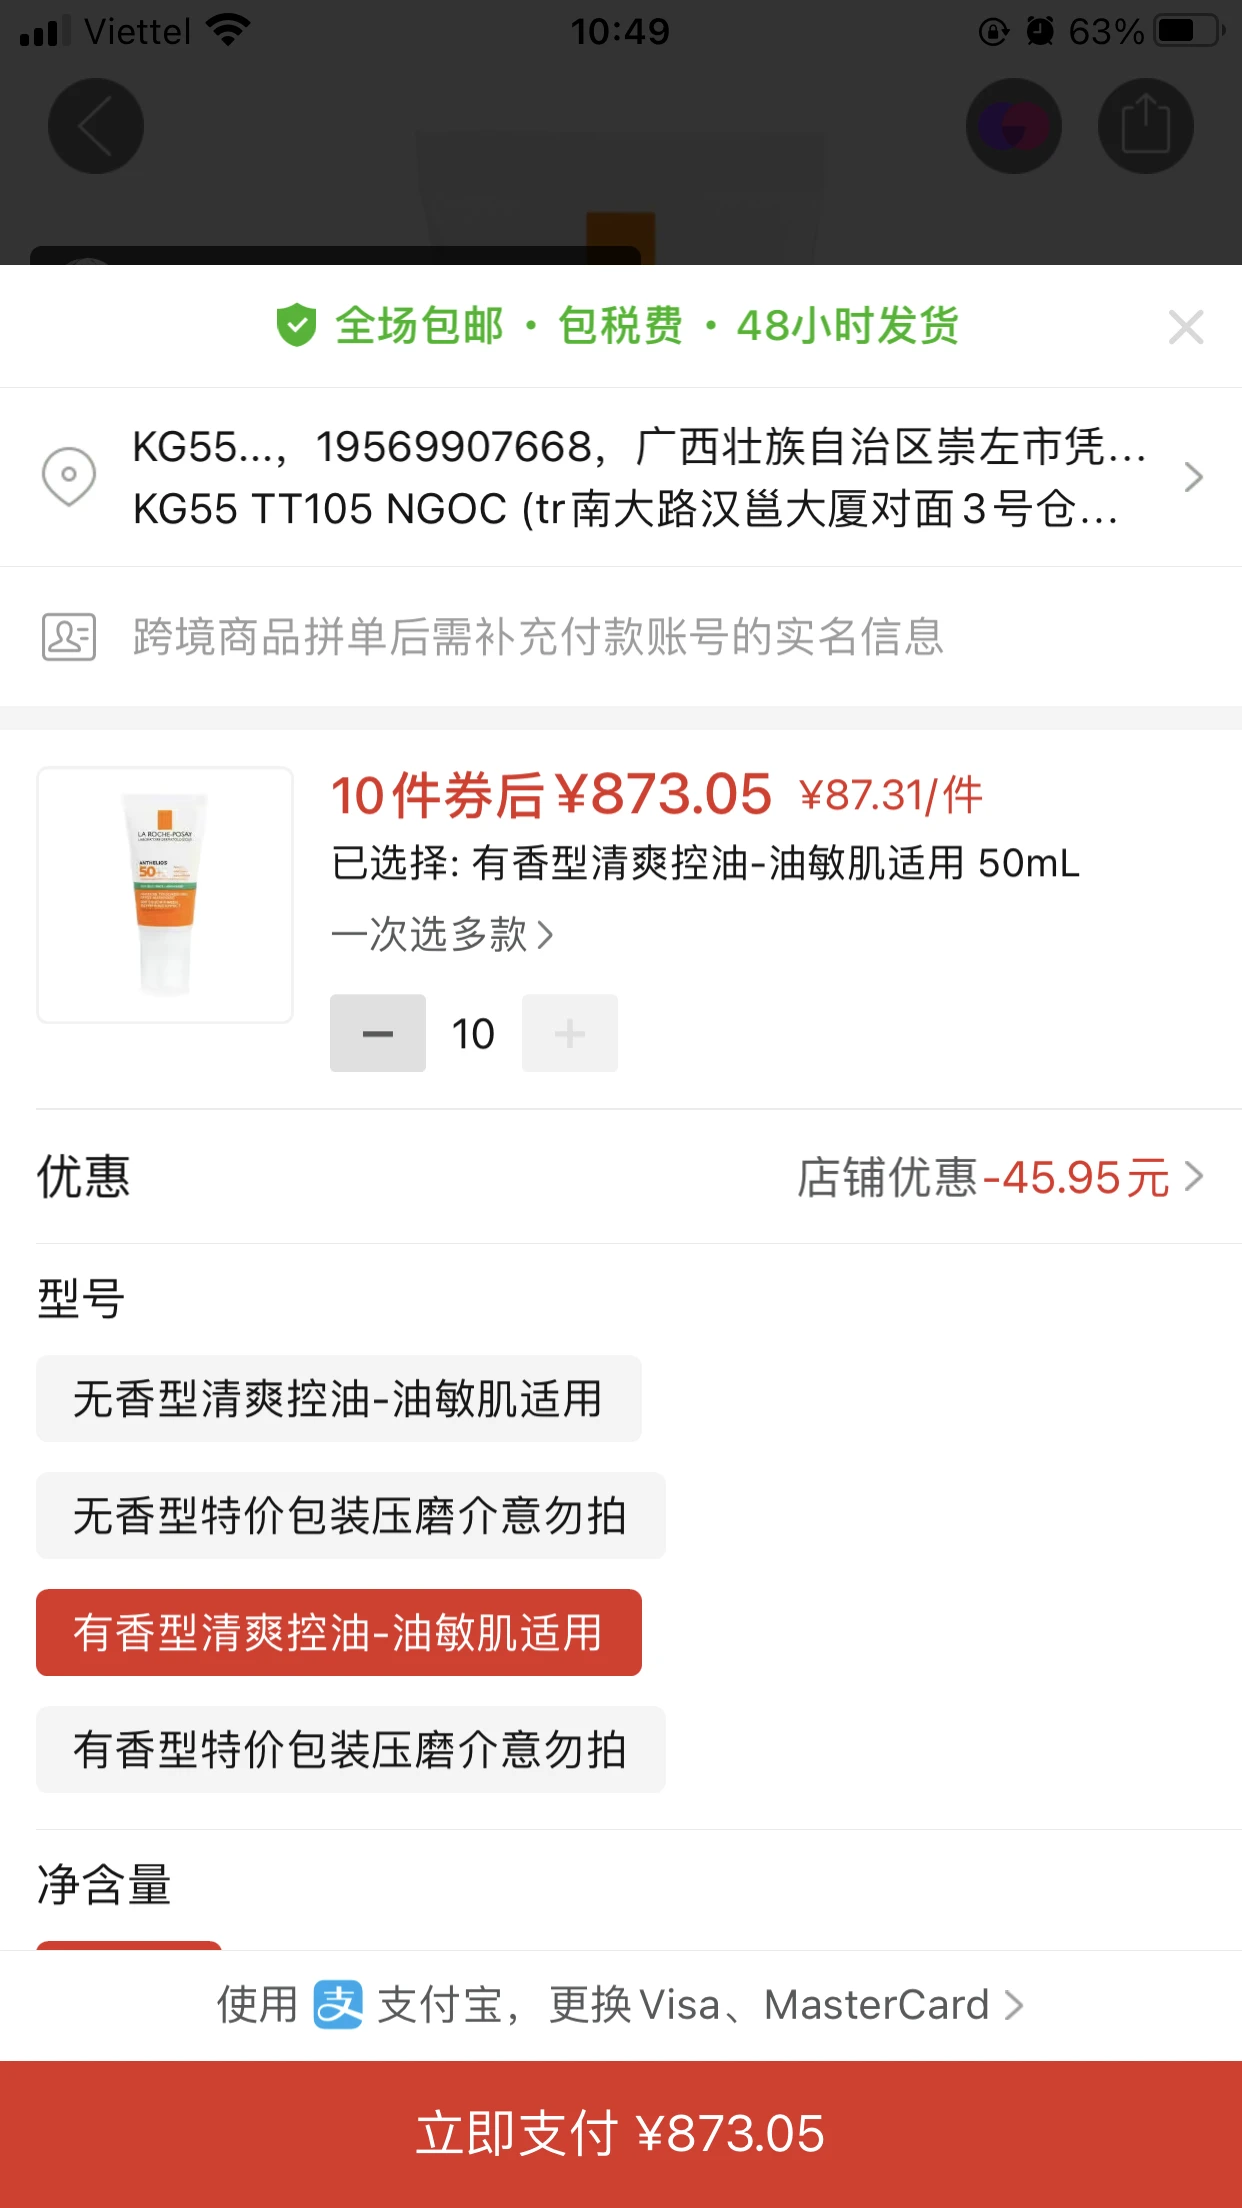 Viettel 10:49 63%
全场包邮 · 包税费 · 48小时发货
KG55...，19569907668，广西壮族自治区崇左市凭...
KG55 TT105 NGOC (tr南大路汉邕大厦对面3号仓...
跨境商品拼单后需补充付款账号的实名信息
10件券后¥873.05 ¥87.31/件
LA ROCHE-POSAY
ANTHELIOS
50+
已选择: 有香型清爽控油-油敏肌适用 50mL
一次选多款
10
优惠 店铺优惠-45.95元
型号
无香型清爽控油-油敏肌适用
无香型特价包装压磨介意勿拍
有香型清爽控油-油敏肌适用
有香型特价包装压磨介意勿拍
净含量
使用 支 支付宝，更换Visa、MasterCard
立即支付 ¥873.05